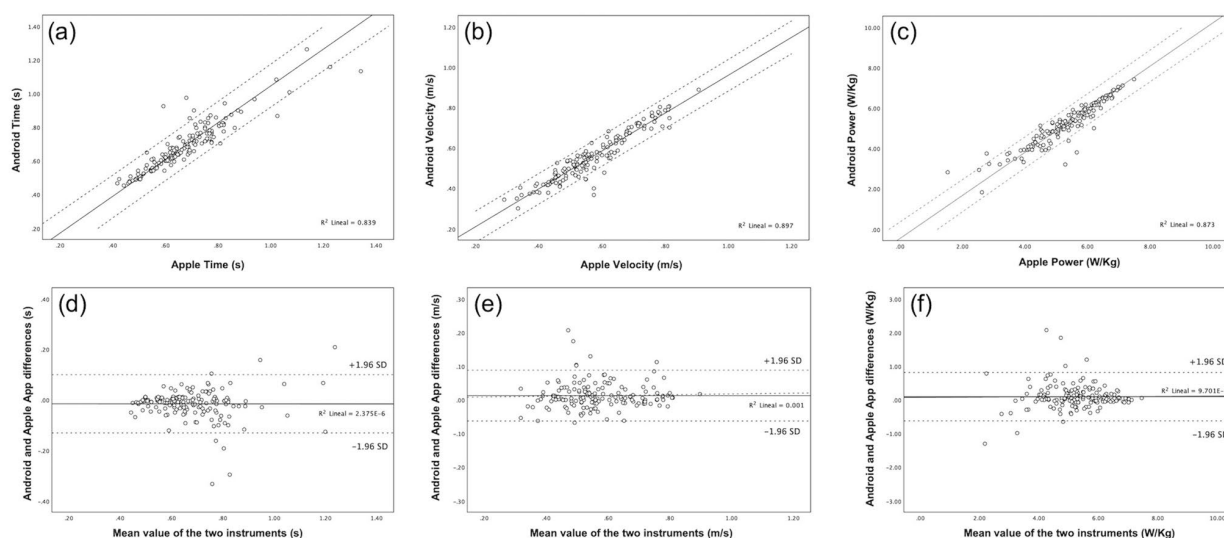 (a)
Android Time (s)
1.40
1.20
1.00
.80
.60
.40
.20
R² Lineal = 0.839
.20 .40 .60 .80 1.00 1.20 1.40
Apple Time (s)
(b)
Android Velocity (m/s)
1.20
1.00
.80
.60
.40
.20
R² Lineal = 0.897
.20 .40 .60 .80 1.00 1.20
Apple Velocity (m/s)
(c)
Android Power (W/Kg)
10.00
8.00
6.00
4.00
2.00
.00
R² Lineal = 0.873
.00 2.00 4.00 6.00 8.00 10.00
Apple Power (W/Kg)
(d)
Android and Apple App differences (s)
.40
.20
.00
-.20
-.40
+1.96 SD
R² Lineal = 2.375E-6
–1.96 SD
.20 .40 .60 .80 1.00 1.20 1.40
Mean value of the two instruments (s)
(e)
Android and Apple App differences (m/s)
.30
.20
.10
.00
-.10
-.20
-.30
+1.96 SD
R² Lineal = 0.001
–1.96 SD
.20 .40 .60 .80 1.00 1.20
Mean value of the two instruments (m/s)
(f)
Android and Apple App differences (W/Kg)
3.00
2.00
1.00
.00
-1.00
-2.00
-3.00
+1.96 SD
R² Lineal = 9.701E-
–1.96 SD
.00 2.00 4.00 6.00 8.00 10.00
Mean value of the two instruments (W/Kg)